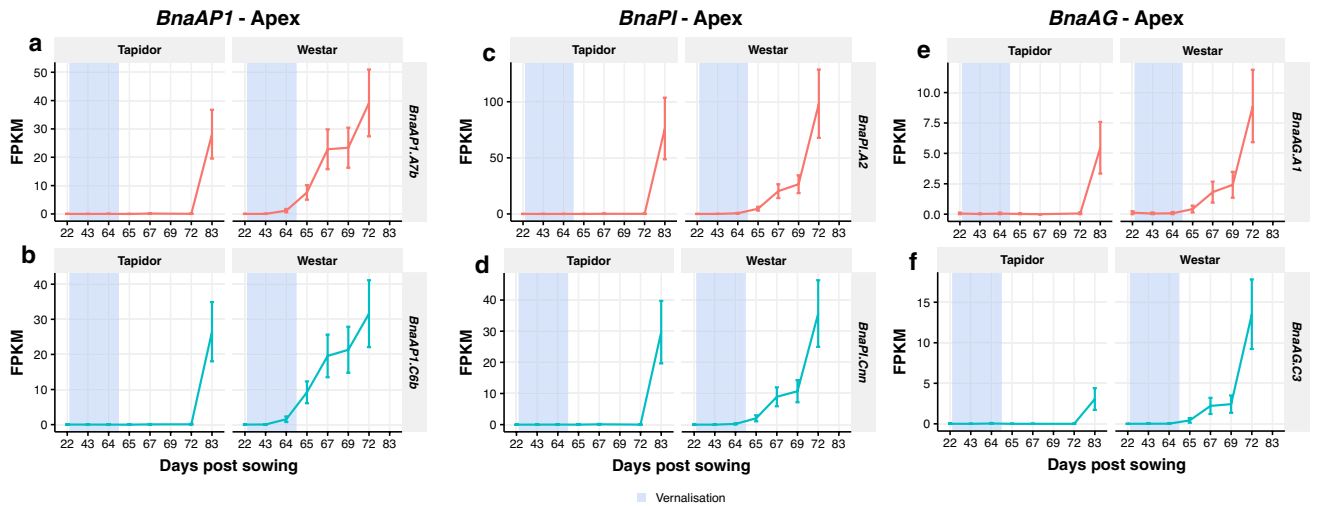 BnaAP1 - Apex
BnaPI - Apex
BnaAG - Apex
a
Tapidor
Westar
FPKM
0
10
20
30
40
50
22 43 64 65 67 69 72 83
22 43 64 65 67 69 72 83
BnaAP1.A7b
c
Tapidor
Westar
FPKM
0
50
100
22 43 64 65 67 69 72 83
22 43 64 65 67 69 72 83
BnaPI.A2
e
Tapidor
Westar
FPKM
0.0
2.5
5.0
7.5
10.0
22 43 64 65 67 69 72 83
22 43 64 65 67 69 72 83
BnaAG.A1
b
Tapidor
Westar
FPKM
0
10
20
30
40
22 43 64 65 67 69 72 83
22 43 64 65 67 69 72 83
BnaAP1.C6b
Days post sowing
d
Tapidor
Westar
FPKM
0
10
20
30
40
22 43 64 65 67 69 72 83
22 43 64 65 67 69 72 83
BnaPI.Cnn
Days post sowing
f
Tapidor
Westar
FPKM
0
5
10
15
22 43 64 65 67 69 72 83
22 43 64 65 67 69 72 83
BnaAG.C3
Days post sowing
Vernalisation